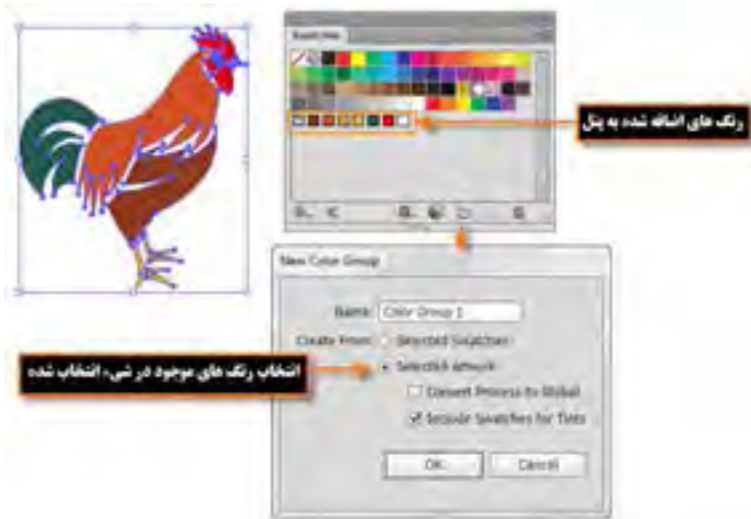 Swatches
رنگ های اضافه شده به پنل
New Color Group
Name: Color Group 1
Create From: Selected Swatches
Selected Artwork
Convert Process to Global
Include Swatches for Tints
انتخاب رنگ های موجود در شیء انتخاب شده
OK Cancel